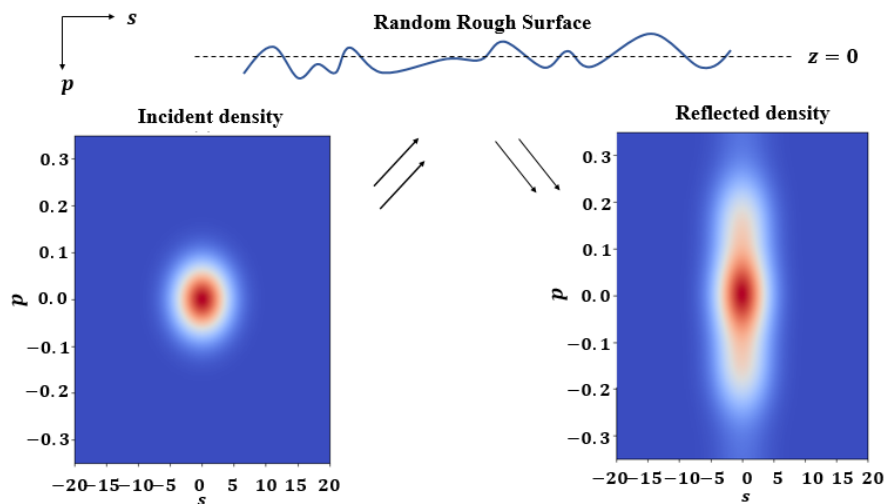 s
Random Rough Surface
z = 0
p
Incident density
Reflected density
0.3
0.2
0.1
0.0
−0.1
−0.2
−0.3
p
−20−15−10−5 0 5 10 15 20
s
0.3
0.2
0.1
0.0
−0.1
−0.2
−0.3
p
−20−15−10−5 0 5 10 15 20
s